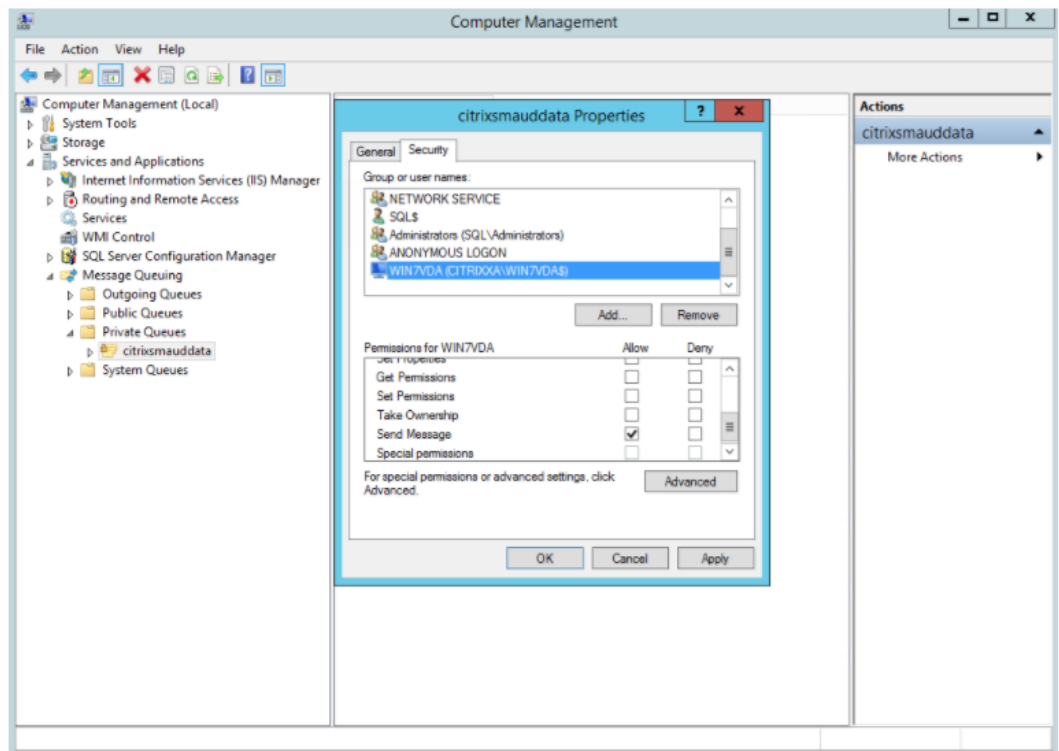 Computer Management
File Action View Help
Computer Management (Local)
System Tools
Storage
Services and Applications
Internet Information Services (IIS) Manager
Routing and Remote Access
Services
WMI Control
SQL Server Configuration Manager
Message Queuing
Outgoing Queues
Public Queues
Private Queues
citrixsmauddata
System Queues
citrixsmauddata Properties
? x
General Security
Group or user names:
NETWORK SERVICE
SQL$
Administrators (SQL\Administrators)
ANONYMOUS LOGON
WIN7VDA (CITRIXXA\WIN7VDA$)
Add... Remove
Permissions for WIN7VDA Allow Deny
Set Properties
Get Permissions
Set Permissions
Take Ownership
Send Message
Special permissions
For special permissions or advanced settings, click
Advanced.
Advanced
OK Cancel Apply
Actions
citrixsmauddata
More Actions